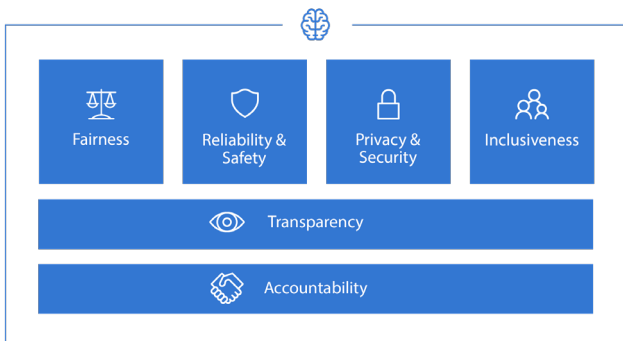 Fairness
Reliability &
Safety
Privacy &
Security
Inclusiveness
Transparency
Accountability